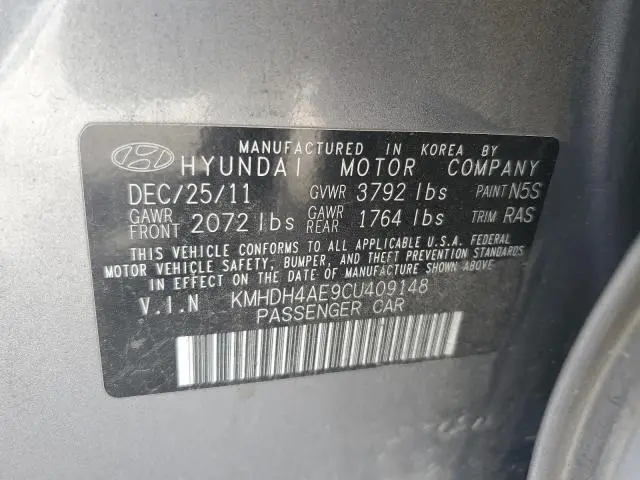 MANUFACTURED IN KOREA BY
HYUNDAI MOTOR COMPANY
DEC/25/11 GVWR 3792 lbs PAINT N5S
GAWR FRONT 2072 lbs GAWR REAR 1764 lbs TRIM RAS
THIS VEHICLE CONFORMS TO ALL APPLICABLE U.S.A. FEDERAL
MOTOR VEHICLE SAFETY, BUMPER, AND THEFT PREVENTION STANDARDS
IN EFFECT ON THE DATE OF MANUFACTURE SHOWN ABOVE
V.I.N KMHDH4AE9CU409148
PASSENGER CAR